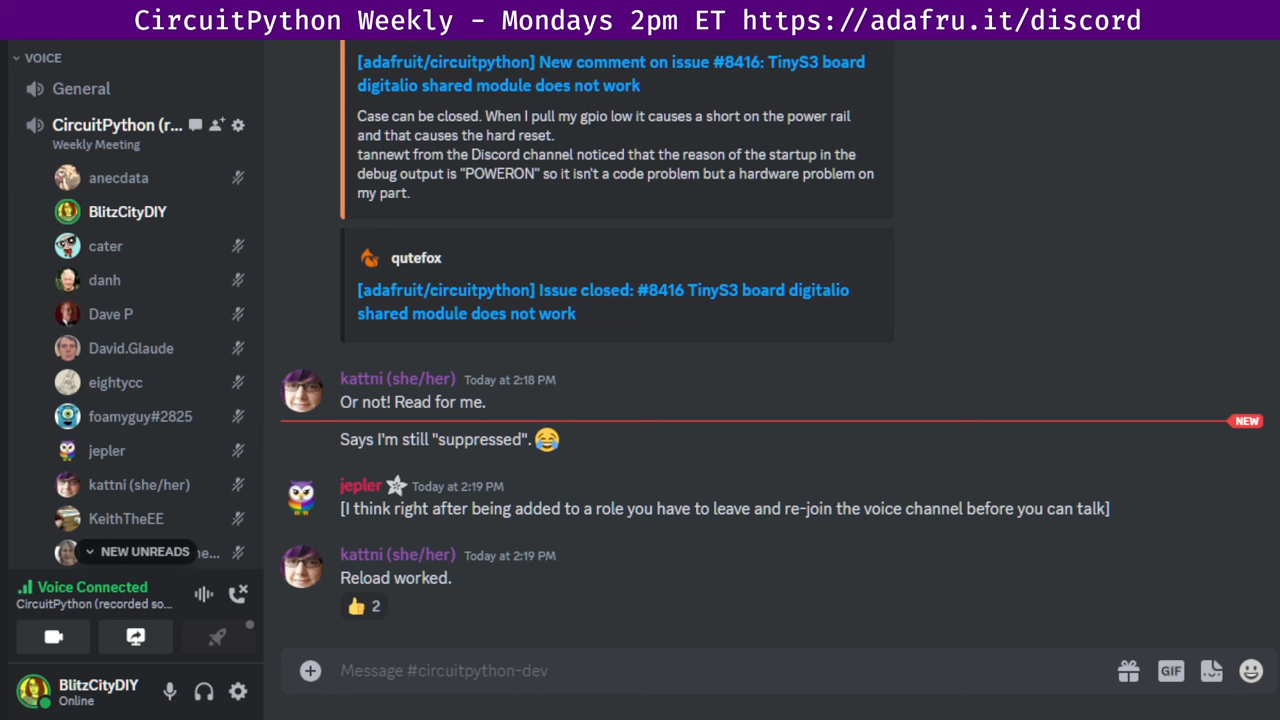 CircuitPython Weekly - Mondays 2pm ET https://adafru.it/discord
VOICE
General
CircuitPython (r...
Weekly Meeting
anecdata
BlitzCityDIY
cater
danh
Dave P
David.Glaude
eightycc
foamyguy#2825
jepler
kattni (she/her)
KeithTheEE
NEW UNREADS
Voice Connected
CircuitPython (recorded so...
BlitzCityDIY
Online
[adafruit/circuitpython] New comment on issue #8416: TinyS3 board
digitalio shared module does not work
Case can be closed. When I pull my gpio low it causes a short on the power rail
and that causes the hard reset.
tannewt from the Discord channel noticed that the reason of the startup in the
debug output is "POWERON" so it isn't a code problem but a hardware problem on
my part.
qutefox
[adafruit/circuitpython] Issue closed: #8416 TinyS3 board digitalio
shared module does not work
kattni (she/her) Today at 2:18 PM
Or not! Read for me.
NEW
Says I'm still "suppressed". 😂
jepler Today at 2:19 PM
[I think right after being added to a role you have to leave and re-join the voice channel before you can talk]
kattni (she/her) Today at 2:19 PM
Reload worked.
👍 2
Message #circuitpython-dev
GIF